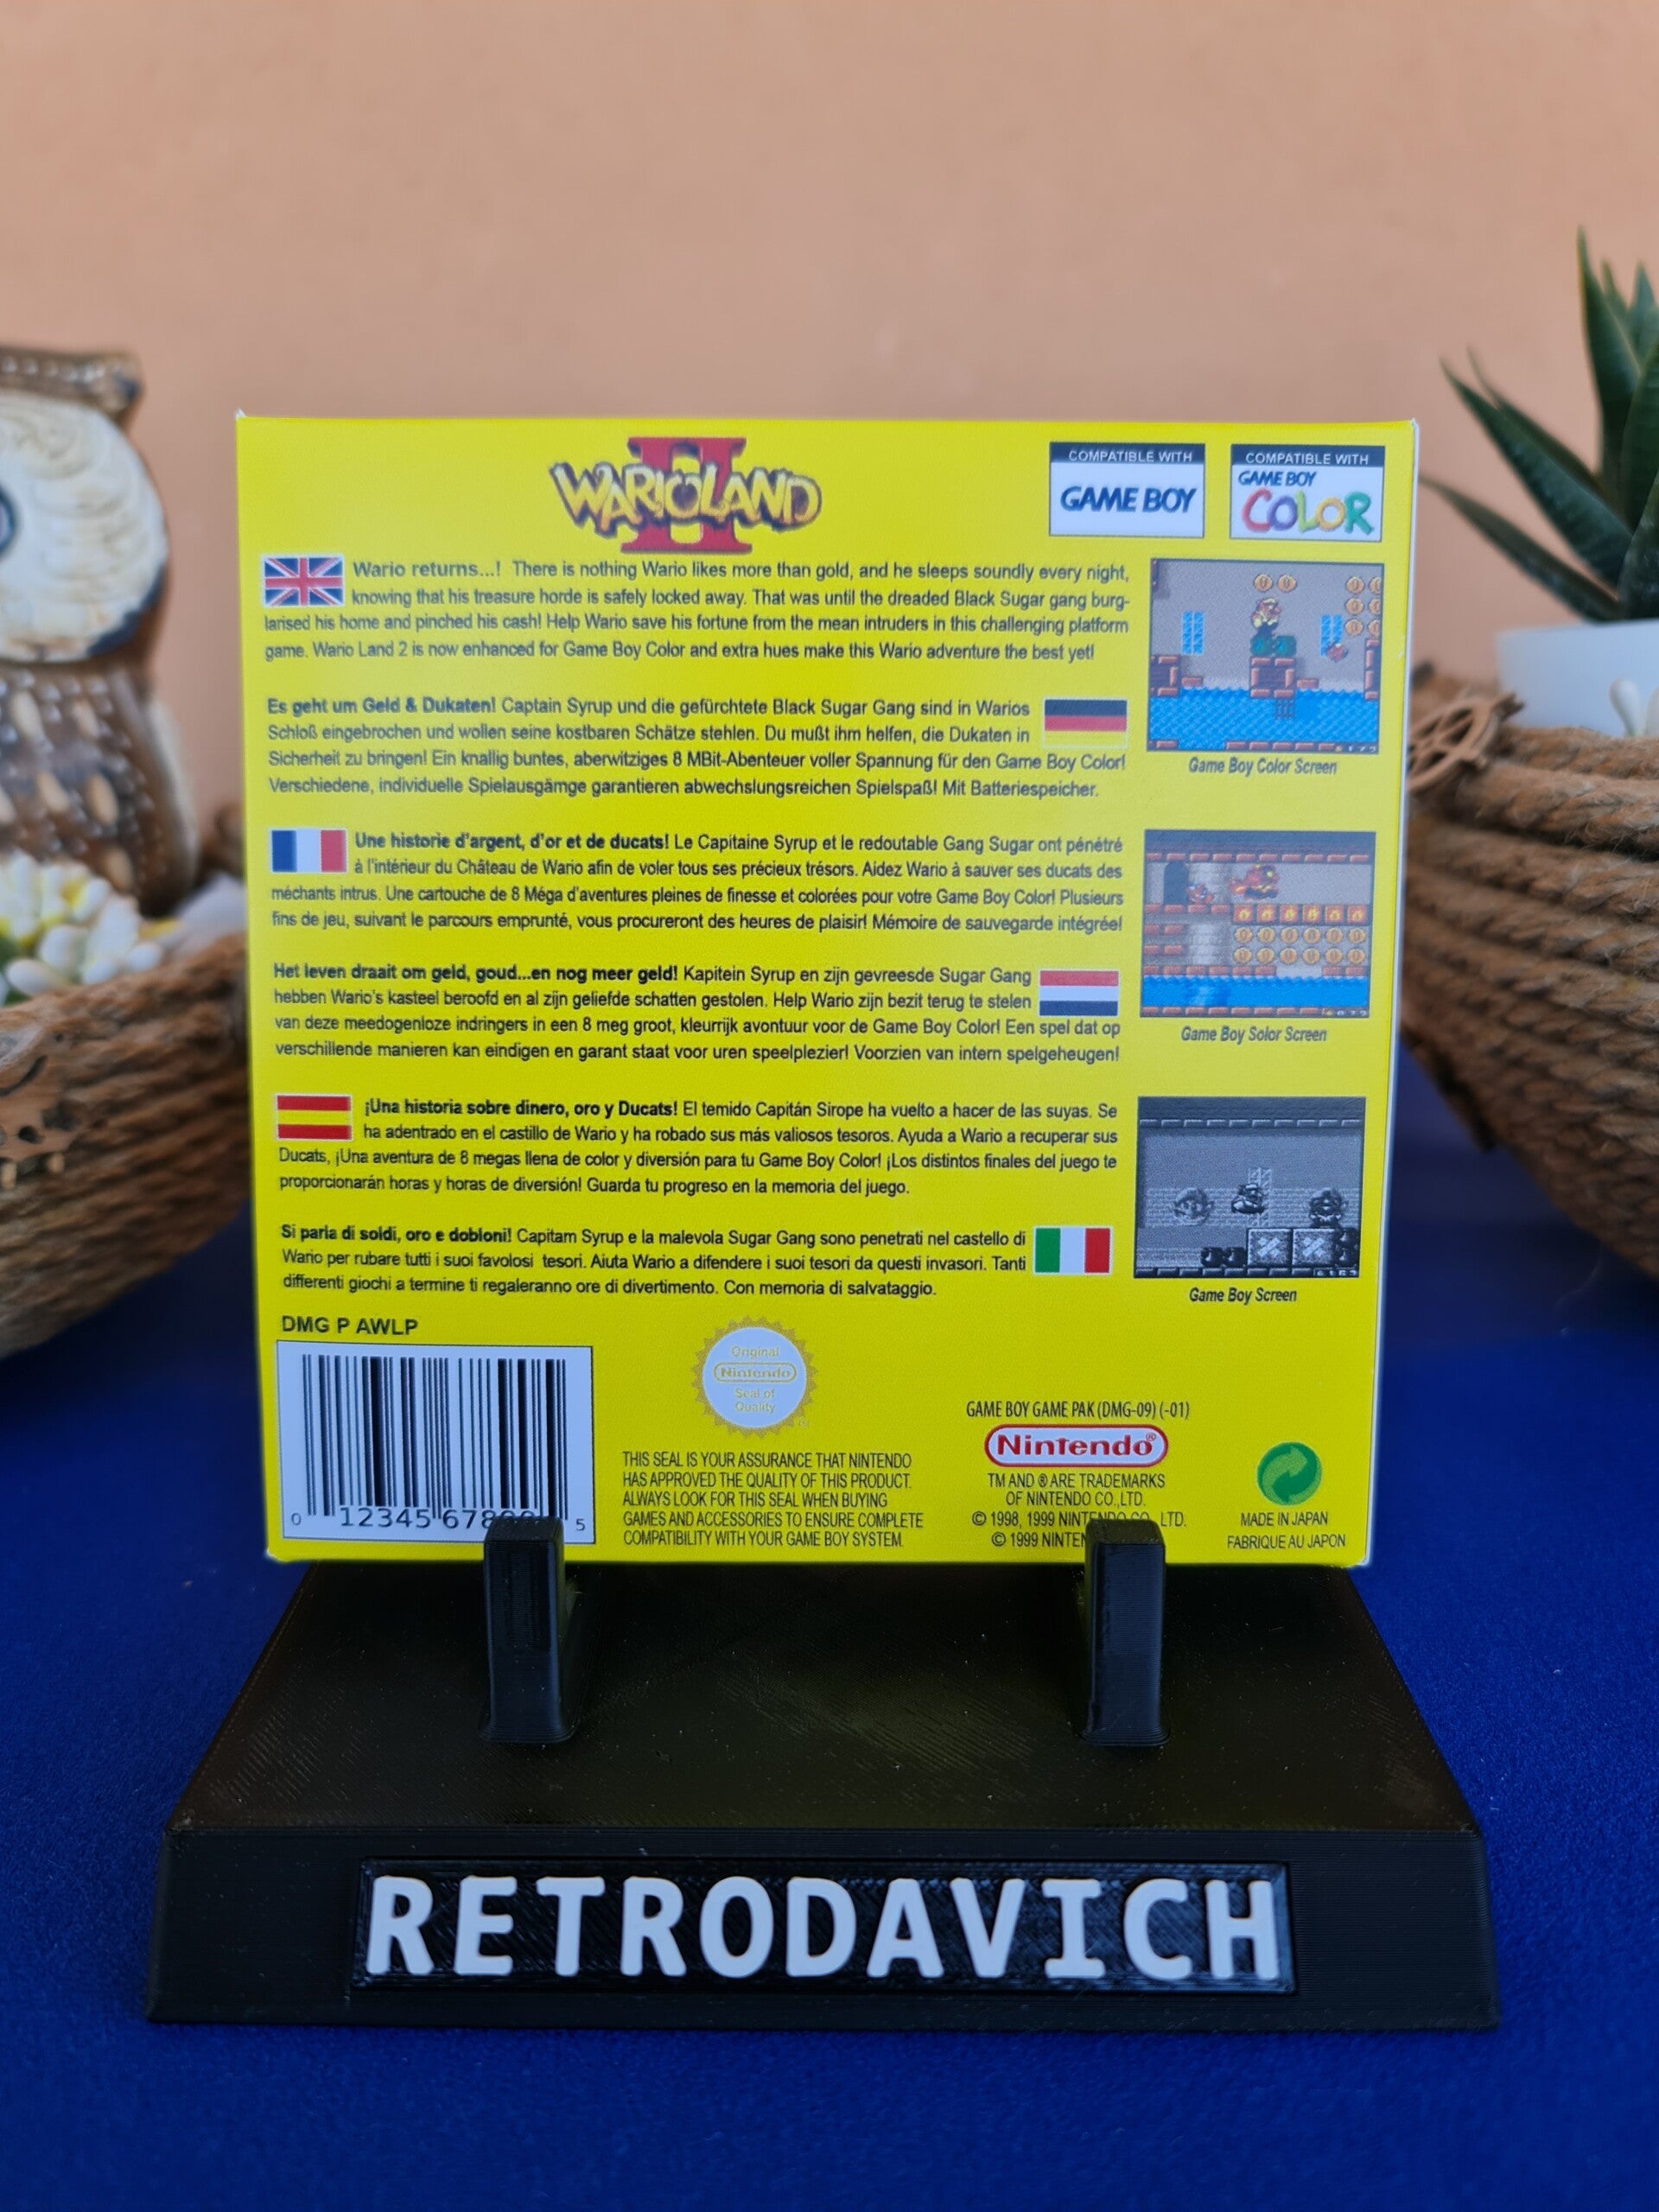 WARIOLAND
II
COMPATIBLE WITH
GAME BOY
COMPATIBLE WITH
GAME BOY
COLOR
Wario returns...! There is nothing Wario likes more than gold, and he sleeps soundly every night,
knowing that his treasure horde is safely locked away. That was until the dreaded Black Sugar gang burg-
larised his home and pinched his cash! Help Wario save his fortune from the mean intruders in this challenging platform
game. Wario Land 2 is now enhanced for Game Boy Color and extra hues make this Wario adventure the best yet!
Game Boy Color Screen
Es geht um Geld & Dukaten! Captain Syrup und die gefürchtete Black Sugar Gang sind in Warios
Schloß eingebrochen und wollen seine kostbaren Schätze stehlen. Du mußt ihm helfen, die Dukaten in
Sicherheit zu bringen! Ein knallig buntes, aberwitziges 8 MBit-Abenteuer voller Spannung für den Game Boy Color!
Verschiedene, individuelle Spielausgämge garantieren abwechslungsreichen Spielspaß! Mit Batteriespeicher.
Une historie d'argent, d'or et de ducats! Le Capitaine Syrup et le redoutable Gang Sugar ont pénétré
à l'intérieur du Château de Wario afin de voler tous ses précieux trésors. Aidez Wario à sauver ses ducats des
méchants intrus. Une cartouche de 8 Méga d'aventures pleines de finesse et colorées pour votre Game Boy Color! Plusieurs
fins de jeu, suivant le parcours emprunté, vous procureront des heures de plaisir! Mémoire de sauvegarde intégrée!
Game Boy Solor Screen
Het leven draait om geld, goud...en nog meer geld! Kapitein Syrup en zijn gevreesde Sugar Gang
hebben Wario's kasteel beroofd en al zijn geliefde schatten gestolen. Help Wario zijn bezit terug te stelen
van deze meedogenloze indringers in een 8 meg groot, kleurrijk avontuur voor de Game Boy Color! Een spel dat op
verschillende manieren kan eindigen en garant staat voor uren speelplezier! Voorzien van intern spelgeheugen!
¡Una historia sobre dinero, oro y Ducats! El temido Capitán Sirope ha vuelto a hacer de las suyas. Se
ha adentrado en el castillo de Wario y ha robado sus más valiosos tesoros. Ayuda a Wario a recuperar sus
Ducats, ¡Una aventura de 8 megas llena de color y diversión para tu Game Boy Color! ¡Los distintos finales del juego te
proporcionarán horas y horas de diversión! Guarda tu progreso en la memoria del juego.
Game Boy Screen
Si parla di soldi, oro e dobloni! Capitam Syrup e la malevola Sugar Gang sono penetrati nel castello di
Wario per rubare tutti i suoi favolosi tesori. Aiuta Wario a difendere i suoi tesori da questi invasori. Tanti
differenti giochi a termine ti regaleranno ore di divertimento. Con memoria di salvataggio.
DMG P AWLP
0 12345 678 5
Original
Nintendo
Seal of
Quality
THIS SEAL IS YOUR ASSURANCE THAT NINTENDO
HAS APPROVED THE QUALITY OF THIS PRODUCT.
ALWAYS LOOK FOR THIS SEAL WHEN BUYING
GAMES AND ACCESSORIES TO ENSURE COMPLETE
COMPATIBILITY WITH YOUR GAME BOY SYSTEM.
GAME BOY GAME PAK (DMG-09) (-01)
Nintendo®
TM AND ® ARE TRADEMARKS
OF NINTENDO CO.,LTD.
© 1998, 1999 NINTENDO CO., LTD.
© 1999 NINTEN
MADE IN JAPAN
FABRIQUE AU JAPON
RETRODAVICH